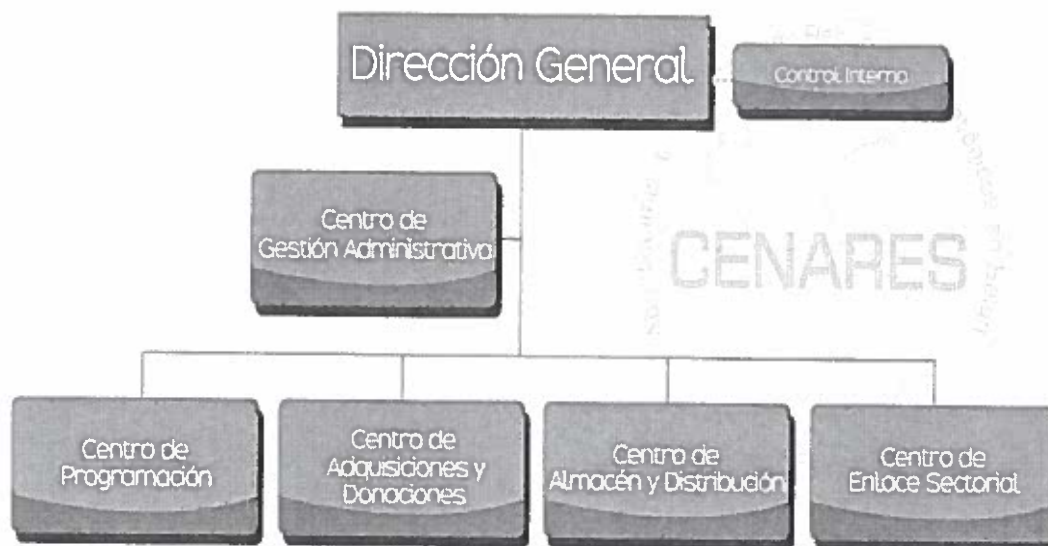 Dirección General
Control Interno
Centro de
Gestión Administrativa
CENARES
Centro de
Programación
Centro de
Adquisiciones y
Donaciones
Centro de
Almacén y Distribución
Centro de
Enlace Sectorial